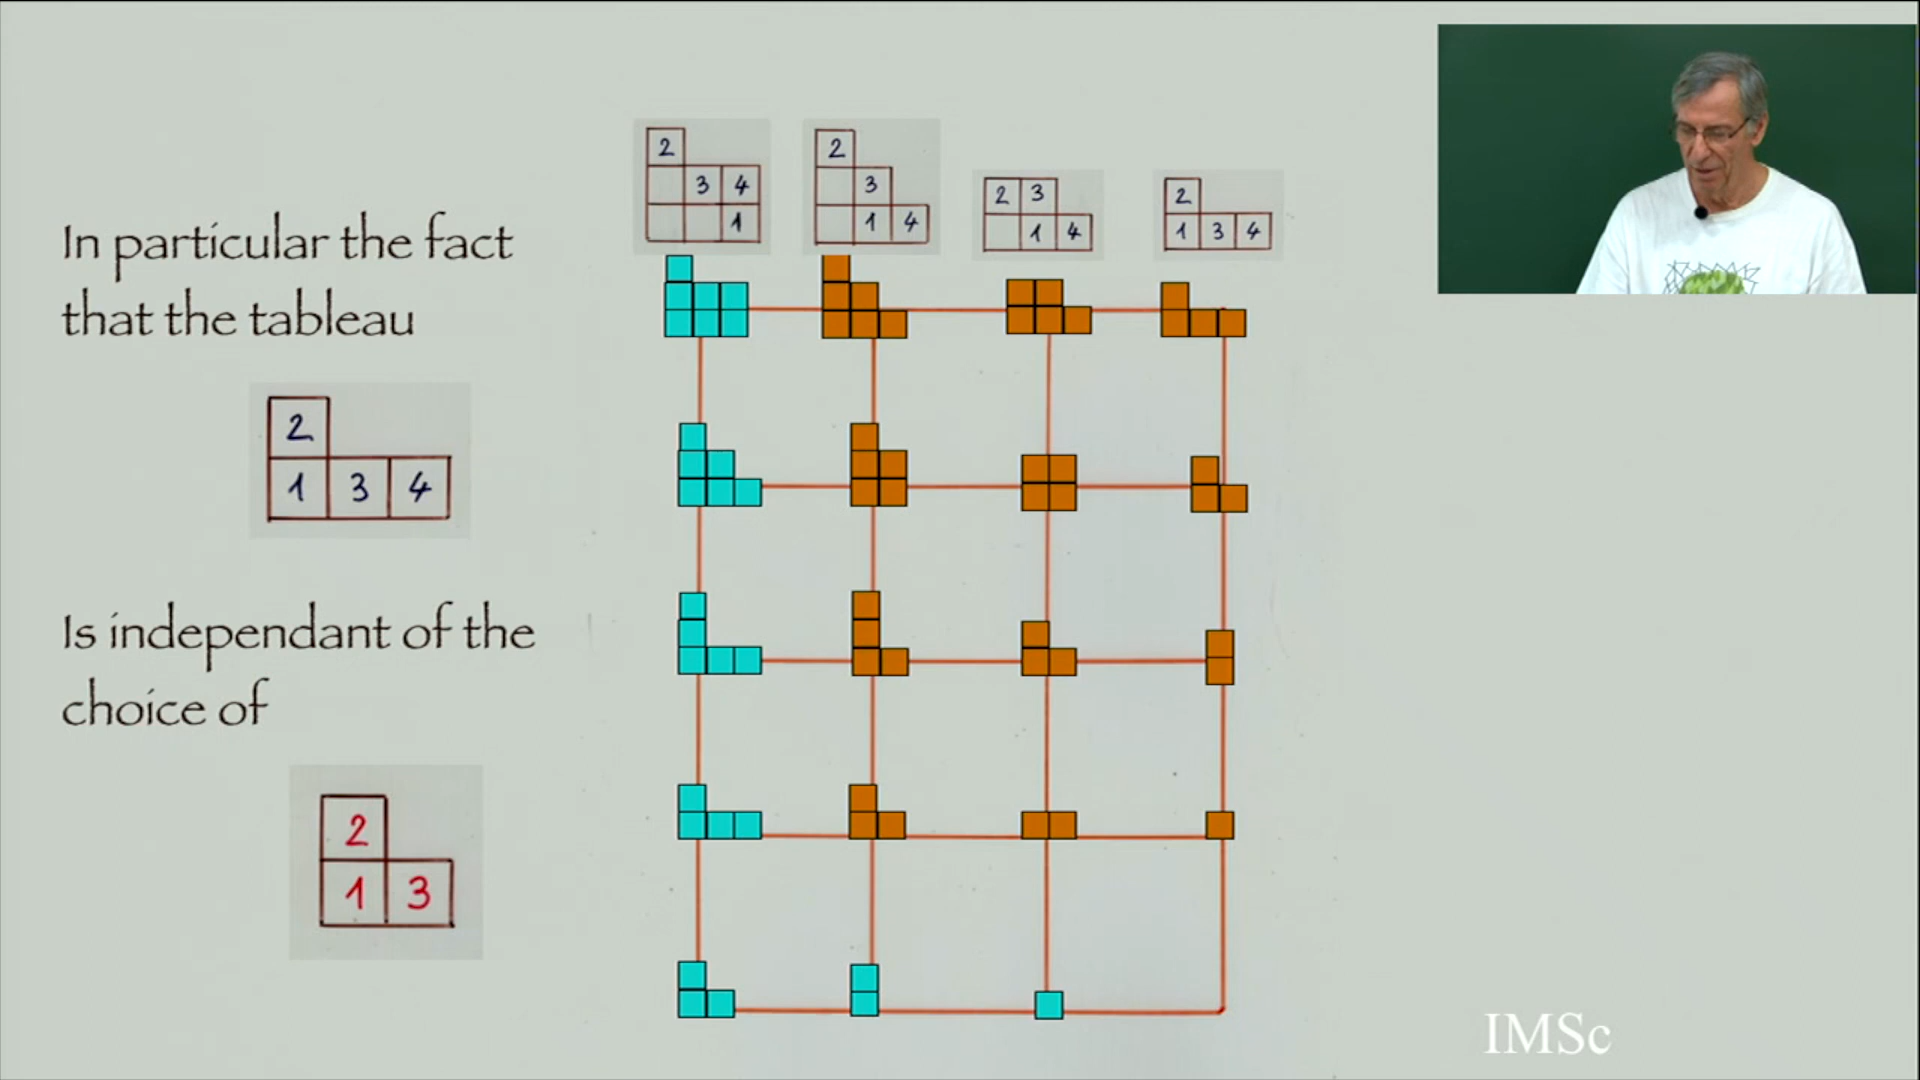 In particular the fact
that the tableau
2
1 3 4
Is independant of the
choice of
2
1 3
2
3 4
1
2
3
1 4
2 3
1 4
2
1 3 4
IMSc